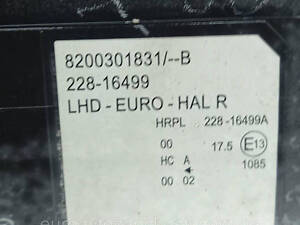 8200301831/--B
228-16499
LHD - EURO - HAL R
HRPL 228-16499A
00 17.5 E13
HC A 1085
00 02